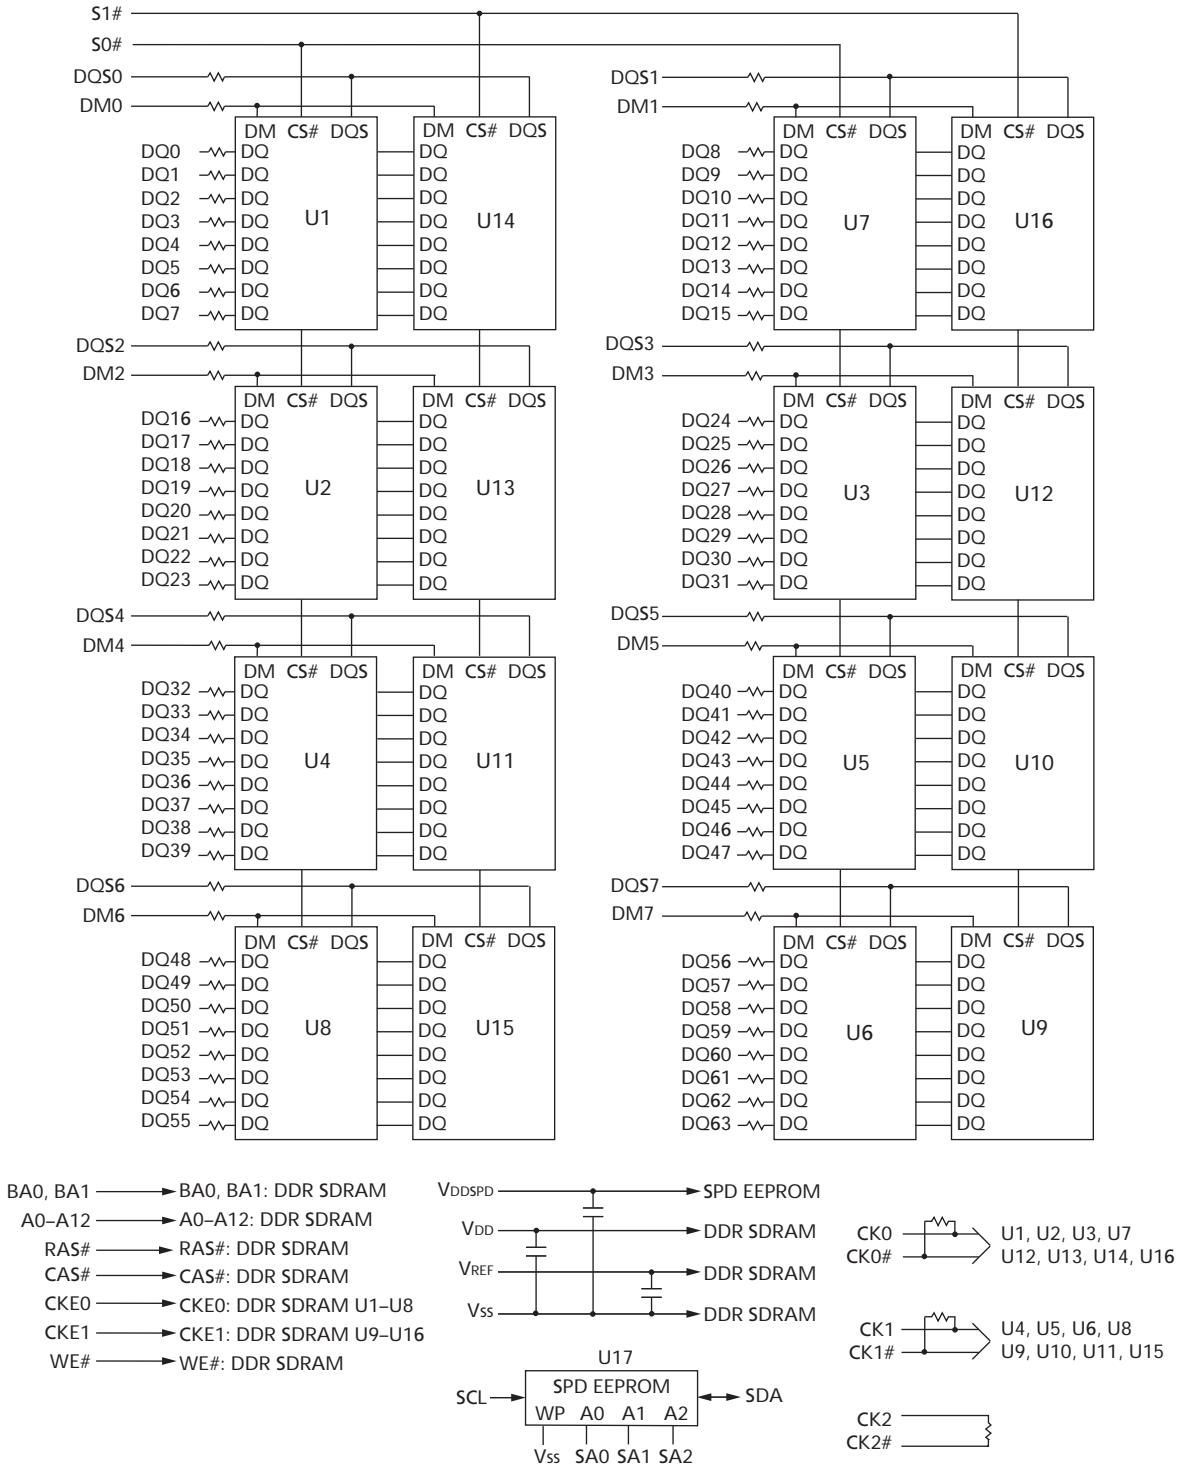 S1#
S0#
DQS0
DM0
DM CS# DQS
DM CS# DQS
DQ0 DQ DQ
DQ1 DQ DQ
DQ2 DQ DQ
DQ3 DQ DQ
DQ4 DQ DQ
DQ5 DQ DQ
DQ6 DQ DQ
DQ7 DQ DQ
U1
U14
DQS1
DM1
DM CS# DQS
DM CS# DQS
DQ8 DQ DQ
DQ9 DQ DQ
DQ10 DQ DQ
DQ11 DQ DQ
DQ12 DQ DQ
DQ13 DQ DQ
DQ14 DQ DQ
DQ15 DQ DQ
U7
U16
DQS2
DM2
DM CS# DQS
DM CS# DQS
DQ16 DQ DQ
DQ17 DQ DQ
DQ18 DQ DQ
DQ19 DQ DQ
DQ20 DQ DQ
DQ21 DQ DQ
DQ22 DQ DQ
DQ23 DQ DQ
U2
U13
DQS3
DM3
DM CS# DQS
DM CS# DQS
DQ24 DQ DQ
DQ25 DQ DQ
DQ26 DQ DQ
DQ27 DQ DQ
DQ28 DQ DQ
DQ29 DQ DQ
DQ30 DQ DQ
DQ31 DQ DQ
U3
U12
DQS4
DM4
DM CS# DQS
DM CS# DQS
DQ32 DQ DQ
DQ33 DQ DQ
DQ34 DQ DQ
DQ35 DQ DQ
DQ36 DQ DQ
DQ37 DQ DQ
DQ38 DQ DQ
DQ39 DQ DQ
U4
U11
DQS5
DM5
DM CS# DQS
DM CS# DQS
DQ40 DQ DQ
DQ41 DQ DQ
DQ42 DQ DQ
DQ43 DQ DQ
DQ44 DQ DQ
DQ45 DQ DQ
DQ46 DQ DQ
DQ47 DQ DQ
U5
U10
DQS6
DM6
DM CS# DQS
DM CS# DQS
DQ48 DQ DQ
DQ49 DQ DQ
DQ50 DQ DQ
DQ51 DQ DQ
DQ52 DQ DQ
DQ53 DQ DQ
DQ54 DQ DQ
DQ55 DQ DQ
U8
U15
DQS7
DM7
DM CS# DQS
DM CS# DQS
DQ56 DQ DQ
DQ57 DQ DQ
DQ58 DQ DQ
DQ59 DQ DQ
DQ60 DQ DQ
DQ61 DQ DQ
DQ62 DQ DQ
DQ63 DQ DQ
U6
U9
BA0, BA1 BA0, BA1: DDR SDRAM
A0–A12 A0–A12: DDR SDRAM
RAS# RAS#: DDR SDRAM
CAS# CAS#: DDR SDRAM
CKE0 CKE0: DDR SDRAM U1–U8
CKE1 CKE1: DDR SDRAM U9–U16
WE# WE#: DDR SDRAM
VDDSPD SPD EEPROM
VDD DDR SDRAM
VREF DDR SDRAM
VSS DDR SDRAM
U17
SPD EEPROM
SCL SDA
WP A0 A1 A2
VSS SA0 SA1 SA2
CK0 U1, U2, U3, U7
CK0# U12, U13, U14, U16
CK1 U4, U5, U6, U8
CK1# U9, U10, U11, U15
CK2
CK2#